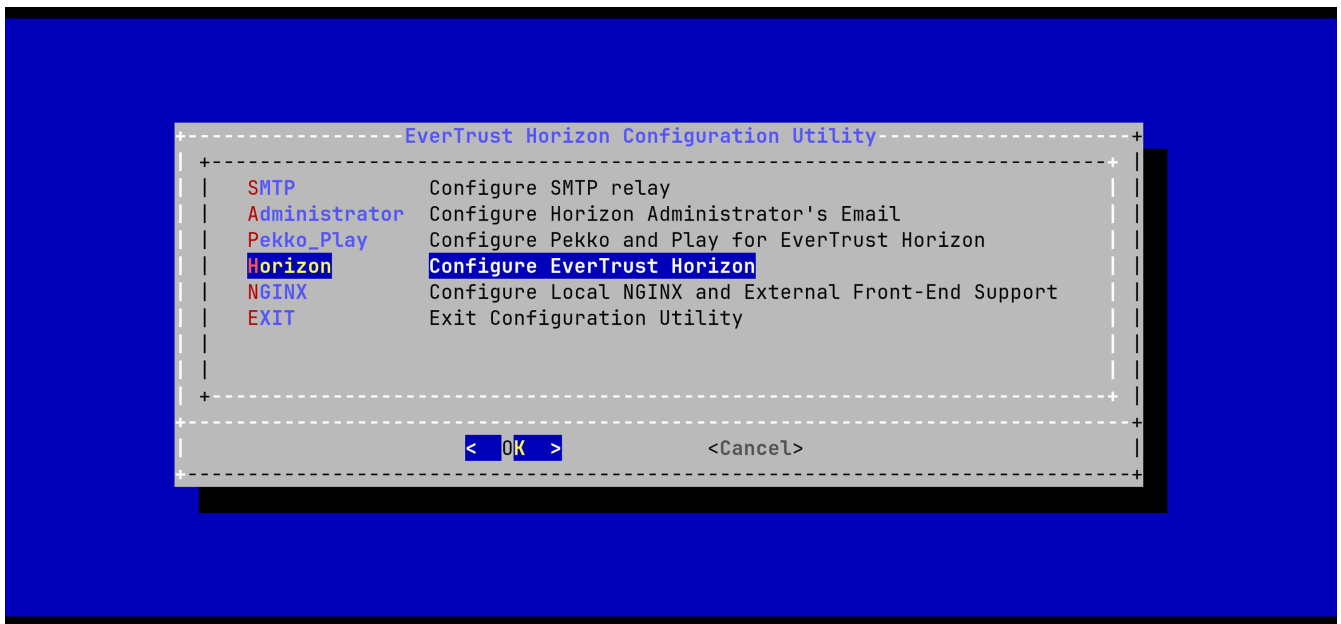 EverTrust Horizon Configuration Utility
SMTP Configure SMTP relay
Administrator Configure Horizon Administrator's Email
Pekko_Play Configure Pekko and Play for EverTrust Horizon
Horizon Configure EverTrust Horizon
NGINX Configure Local NGINX and External Front-End Support
EXIT Exit Configuration Utility
< OK > <Cancel>